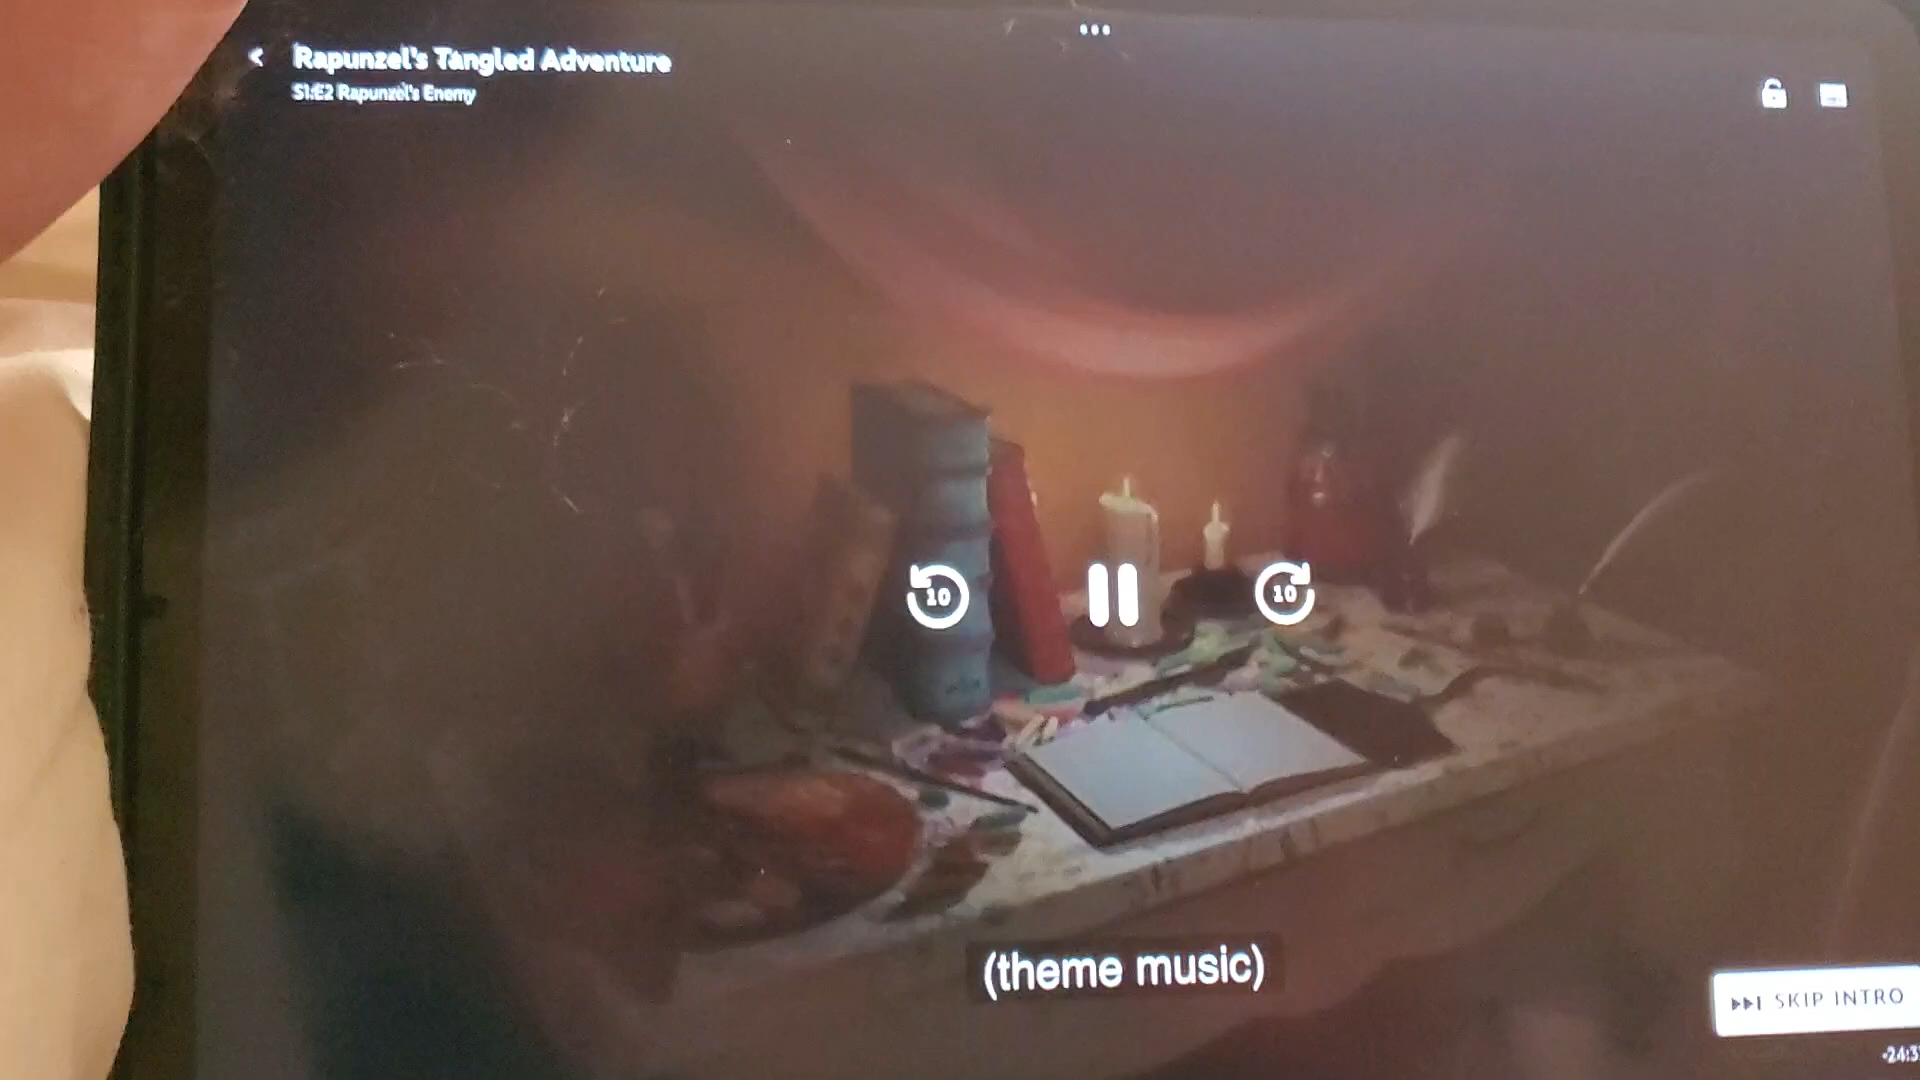 Rapunzel's Tangled Adventure
S1:E2 Rapunzel's Enemy
10
10
(theme music)
SKIP INTRO